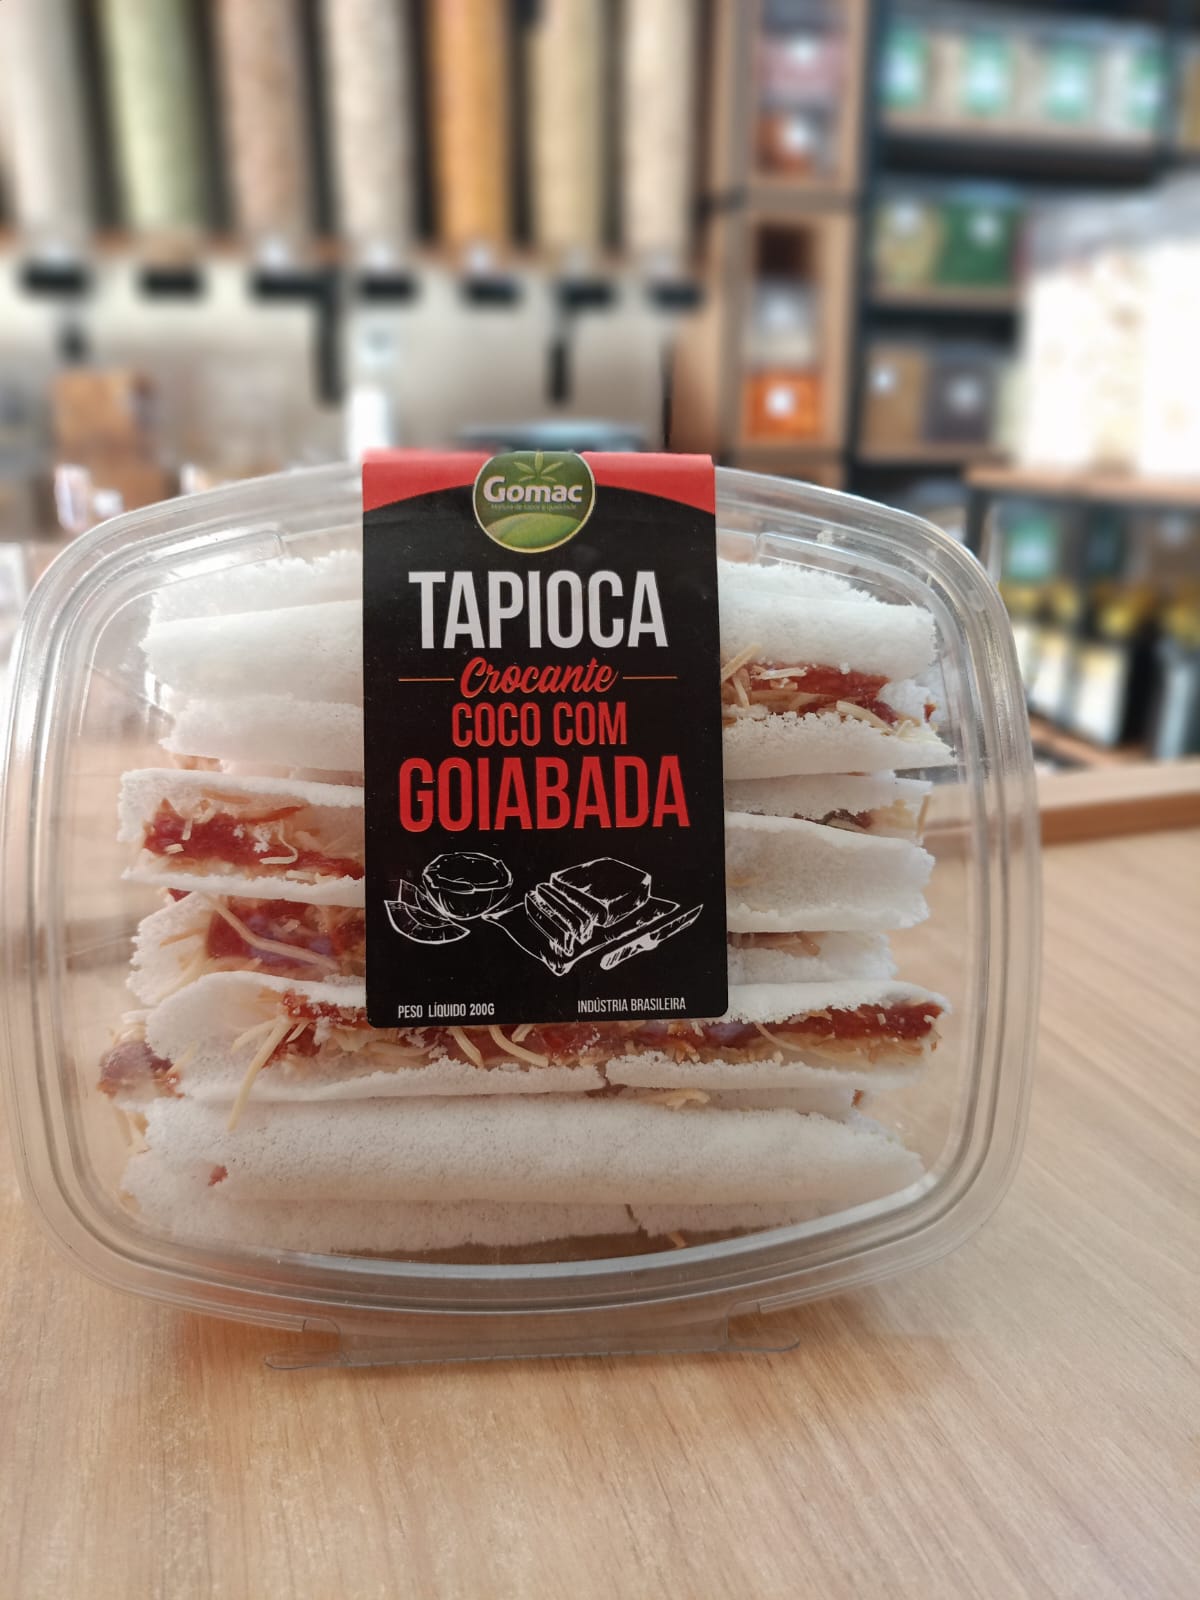 Gomac
TAPIOCA
Crocante
COCO COM
GOIABADA
PESO LÍQUIDO 200G
INDÚSTRIA BRASILEIRA